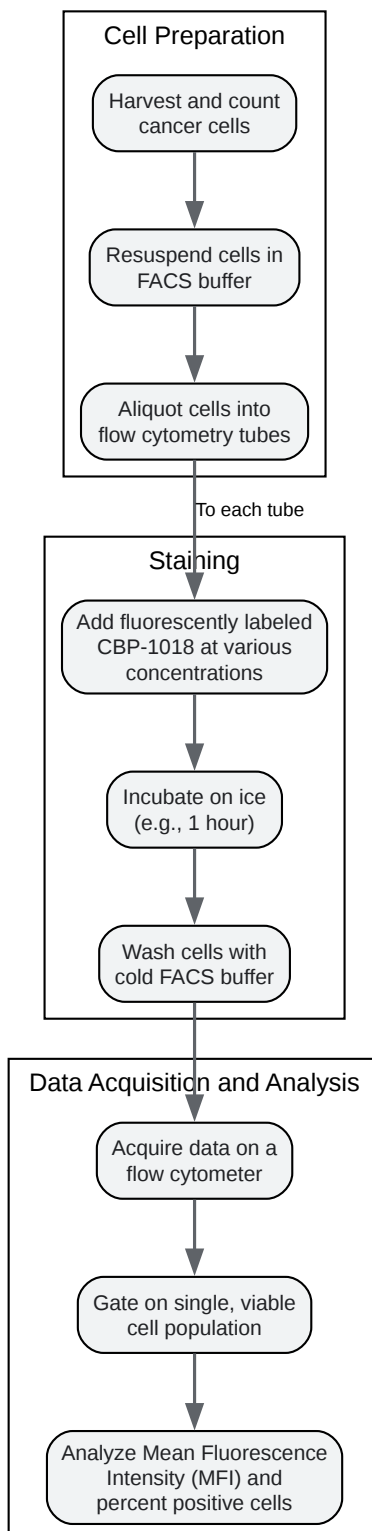 Cell Preparation
Harvest and count
cancer cells
Resuspend cells in
FACS buffer
Aliquot cells into
flow cytometry tubes
To each tube
Staining
Add fluorescently labeled
CBP-1018 at various
concentrations
Incubate on ice
(e.g., 1 hour)
Wash cells with
cold FACS buffer
Data Acquisition and Analysis
Acquire data on a
flow cytometer
Gate on single, viable
cell population
Analyze Mean Fluorescence
Intensity (MFI) and
percent positive cells